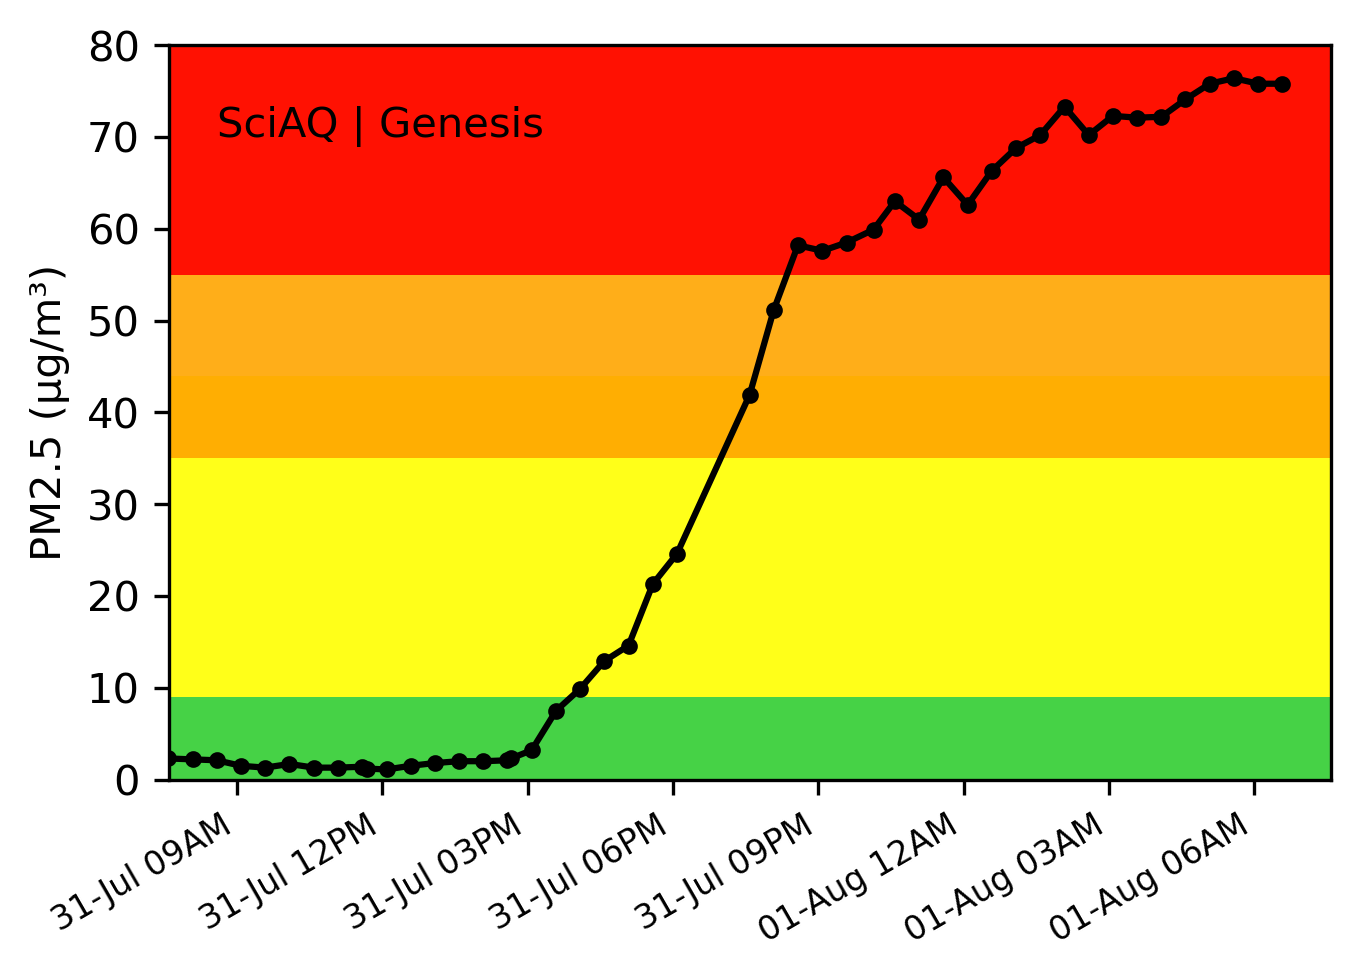 80
SciAQ | Genesis
70
60
50
40
30
20
10
0
PM2.5 (µg/m³)
31-Jul 09AM
31-Jul 12PM
31-Jul 03PM
31-Jul 06PM
31-Jul 09PM
01-Aug 12AM
01-Aug 03AM
01-Aug 06AM